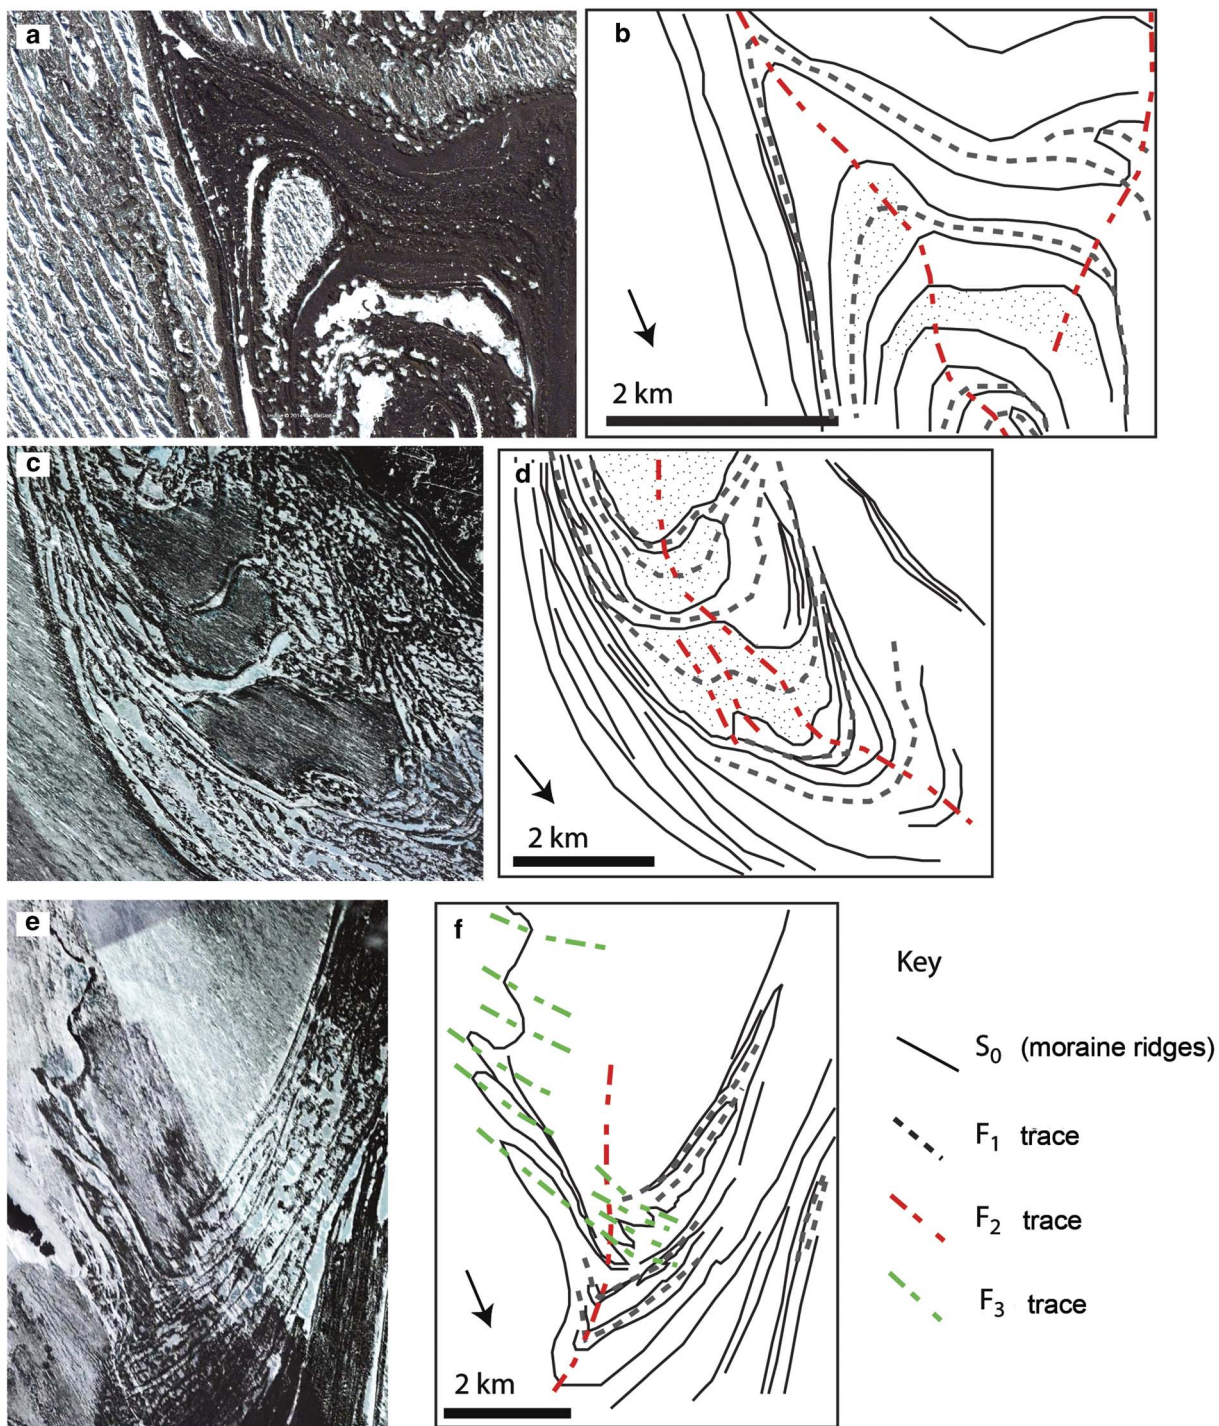 a
b
2 km
c
d
2 km
e
f
2 km
Key
S₀ (moraine ridges)
F₁ trace
F₂ trace
F₃ trace